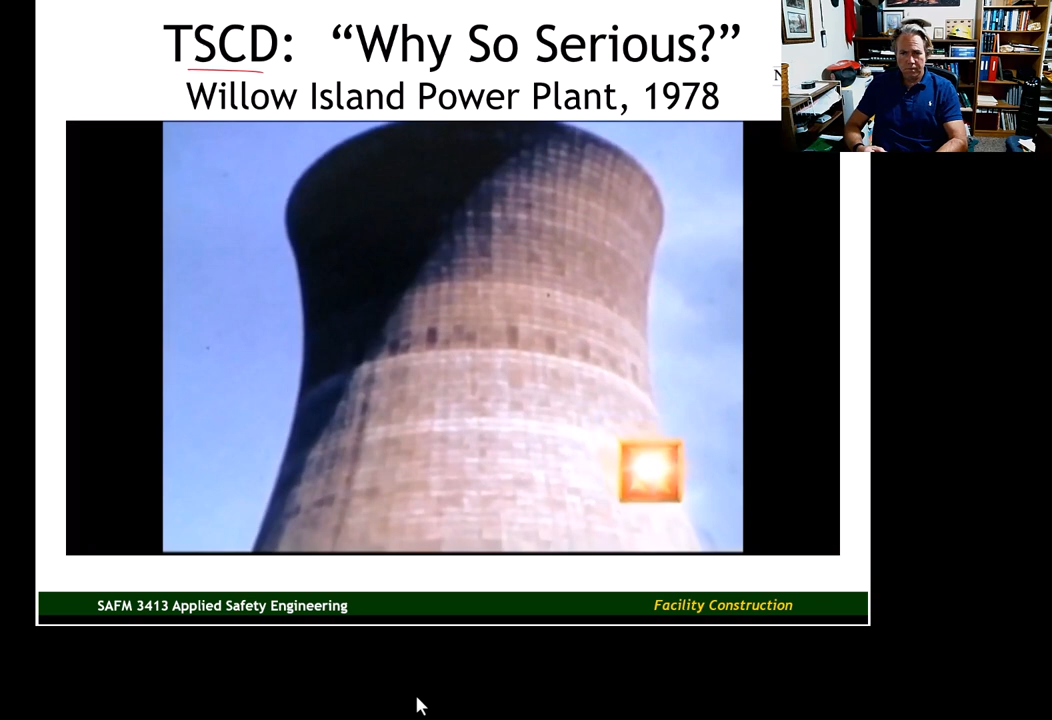 TSCD: “Why So Serious?”
Willow Island Power Plant, 1978
N
SAFM 3413 Applied Safety Engineering
Facility Construction